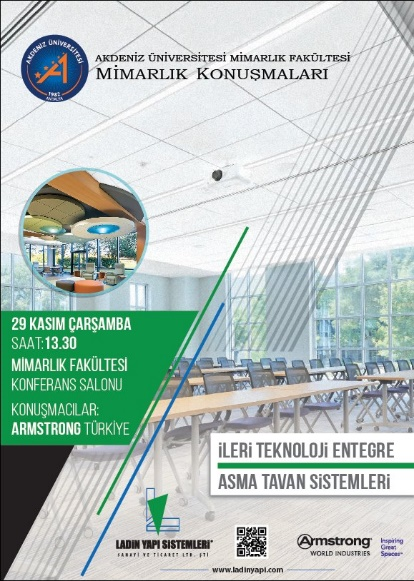 AKDENİZ ÜNİVERSİTESİ
1982
ANTALYA
AKDENİZ ÜNİVERSİTESİ MİMARLIK FAKÜLTESİ
MİMARLIK KONUŞMALARI
29 KASIM ÇARŞAMBA
SAAT:13.30
MİMARLIK FAKÜLTESİ
KONFERANS SALONU
KONUŞMACILAR:
ARMSTRONG TÜRKİYE
İLERİ TEKNOLOJİ ENTEGRE
ASMA TAVAN SİSTEMLERİ
LADİN YAPI SİSTEMLERİ
SANAYİ VE TİCARET LTD. ŞTİ
Armstrong
WORLD INDUSTRIES
Inspiring
Great
Spaces
www.ladinyapi.com